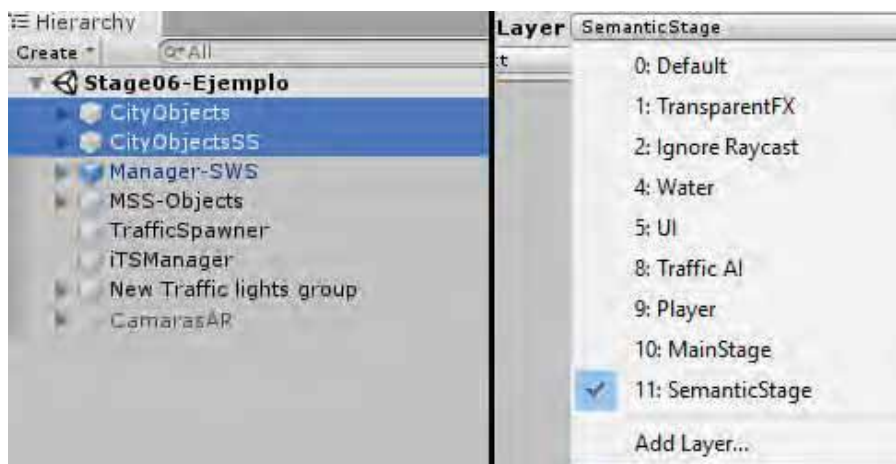 Hierarchy
Create
All
Stage06-Ejemplo
CityObjects
CityObjectsSS
Manager-SWS
MSS-Objects
TrafficSpawner
iTSManager
New Traffic lights group
CamarasAR
Layer SemanticStage
t
0: Default
1: TransparentFX
2: Ignore Raycast
4: Water
5: UI
8: Traffic AI
9: Player
10: MainStage
11: SemanticStage
Add Layer...